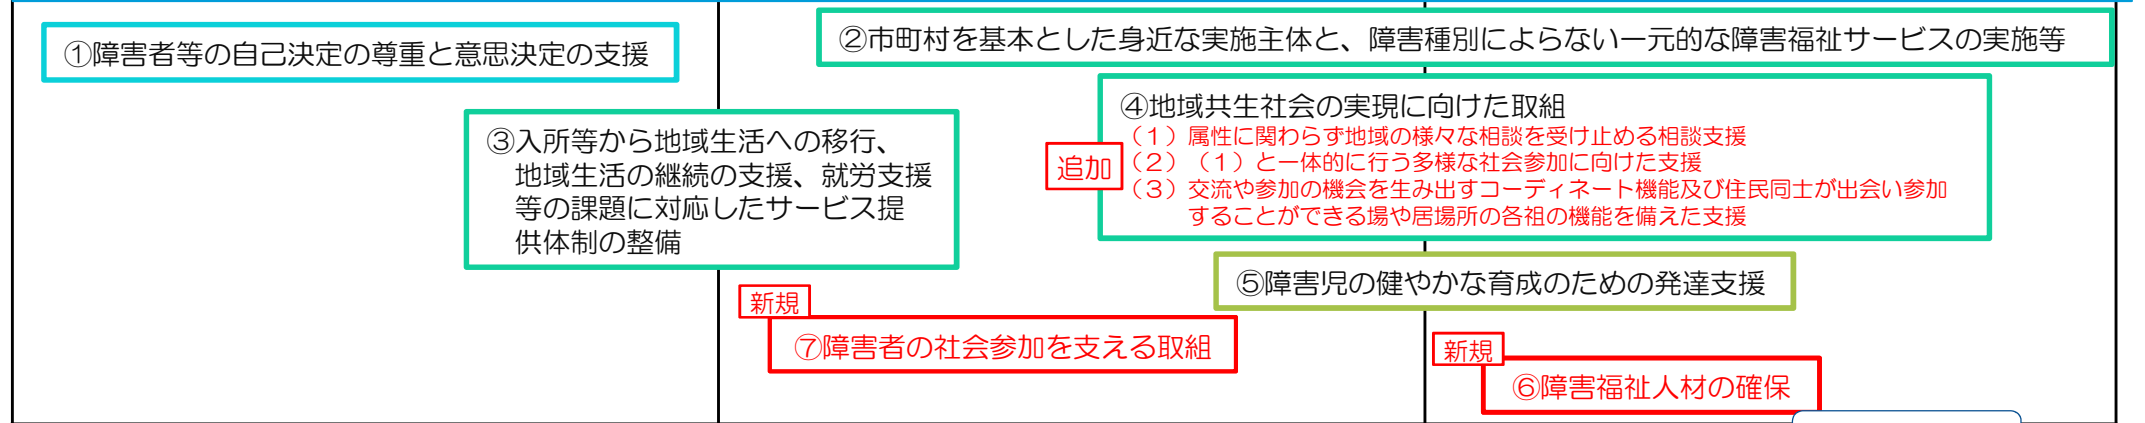 ①障害者等の自己決定の尊重と意思決定の支援
②市町村を基本とした身近な実施主体と、障害種別によらない一元的な障害福祉サービスの実施等
③入所等から地域生活への移行、
地域生活の継続の支援、就労支援
等の課題に対応したサービス提
供体制の整備
④地域共生社会の実現に向けた取組
追加
（１）属性に関わらず地域の様々な相談を受け止める相談支援
（２）（１）と一体的に行う多様な社会参加に向けた支援
（３）交流や参加の機会を生み出すコーディネート機能及び住民同士が出会い参加
することができる場や居場所の各祖の機能を備えた支援
⑤障害児の健やかな育成のための発達支援
新規
⑦障害者の社会参加を支える取組
新規
⑥障害福祉人材の確保